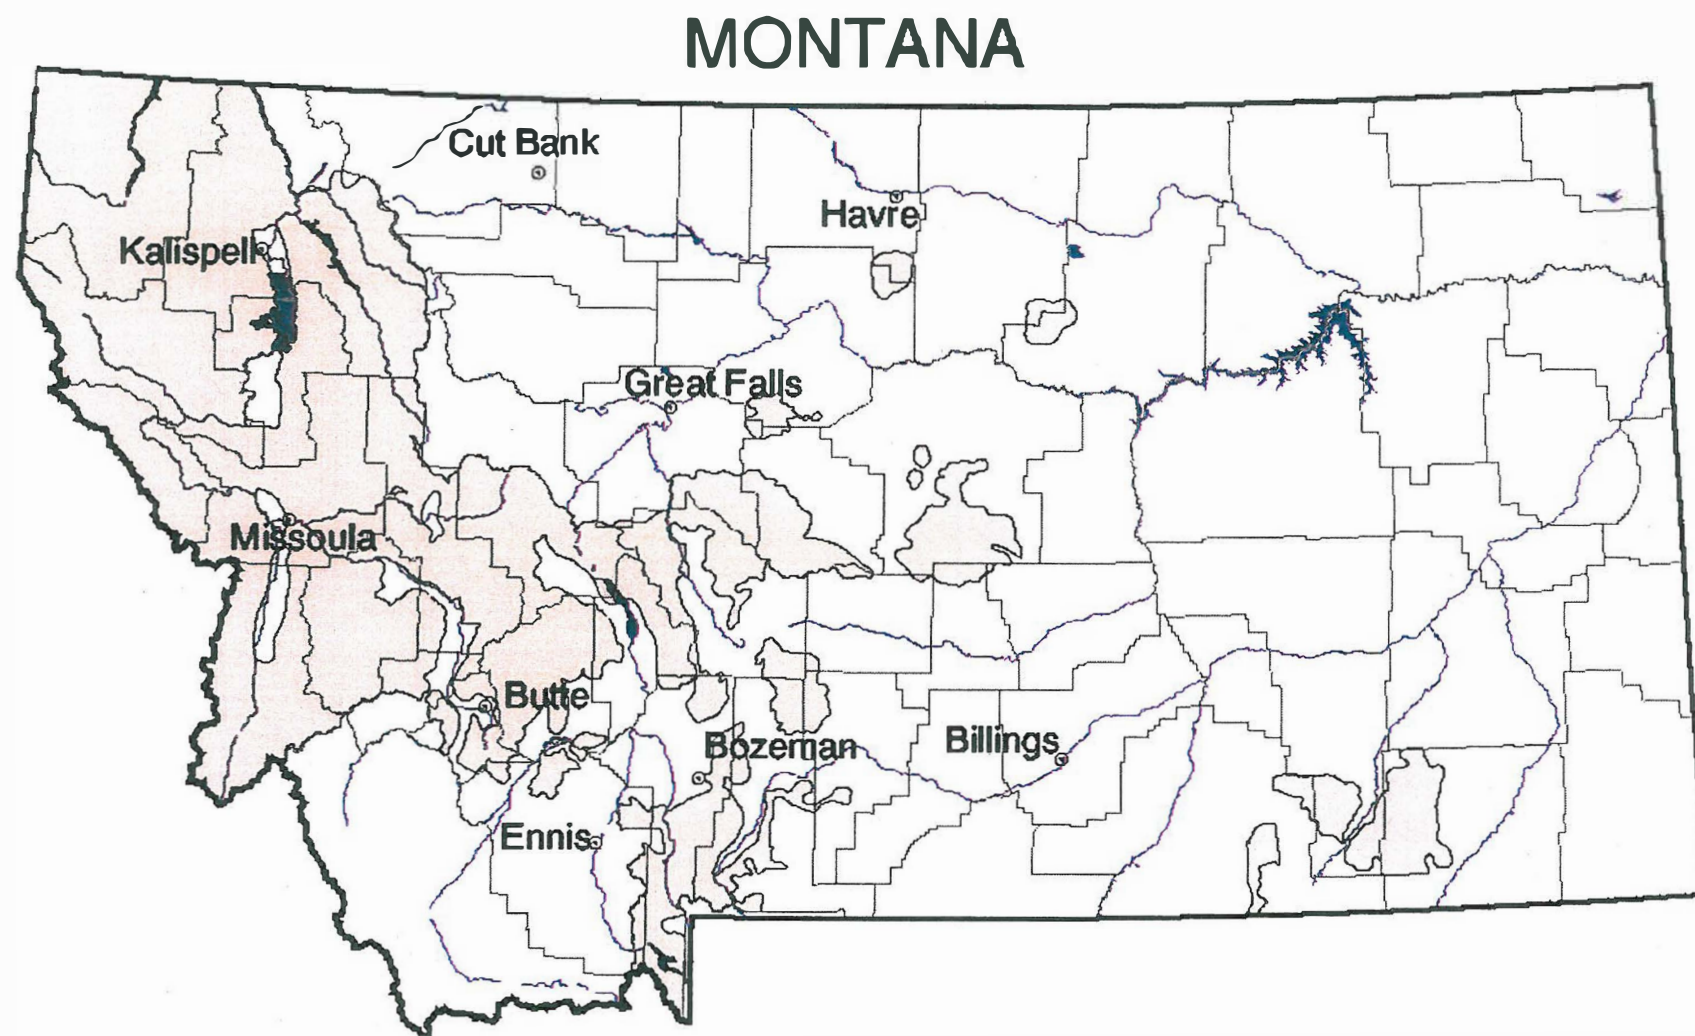 MONTANA
Cut Bank
Havre
Kalispell
Great Falls
Missoula
Butte
Bozeman
Billings
Ennis